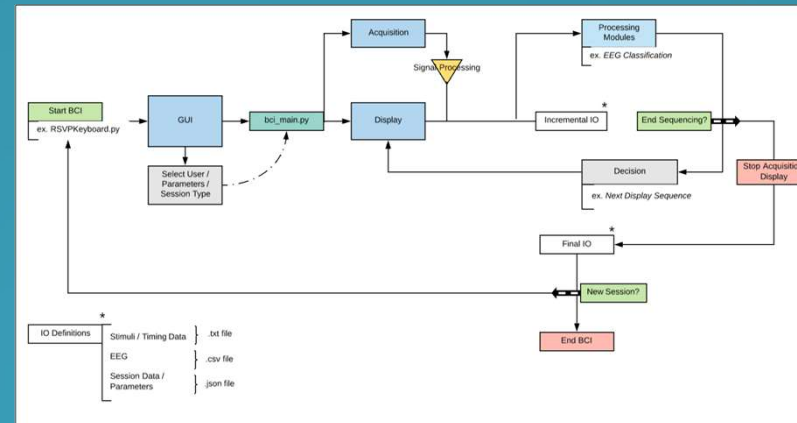 Acquisition
Processing
Modules
ex. EEG Classification
Signal Processing
Start BCI
ex. RSVPKeyboard.py
GUI
bci_main.py
Display
*
Incremental IO
End Sequencing?
Select User /
Parameters /
Session Type
Decision
ex. Next Display Sequence
Stop Acquisitio
Display
*
Final IO
New Session?
End BCI
*
IO Definitions
Stimuli / Timing Data } .txt file
EEG } .csv file
Session Data /
Parameters } .json file